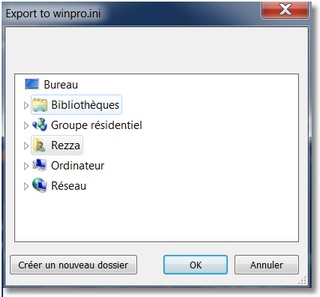 Export to winpro.ini
Bureau
Bibliothèques
Groupe résidentiel
Rezza
Ordinateur
Réseau
Créer un nouveau dossier OK Annuler